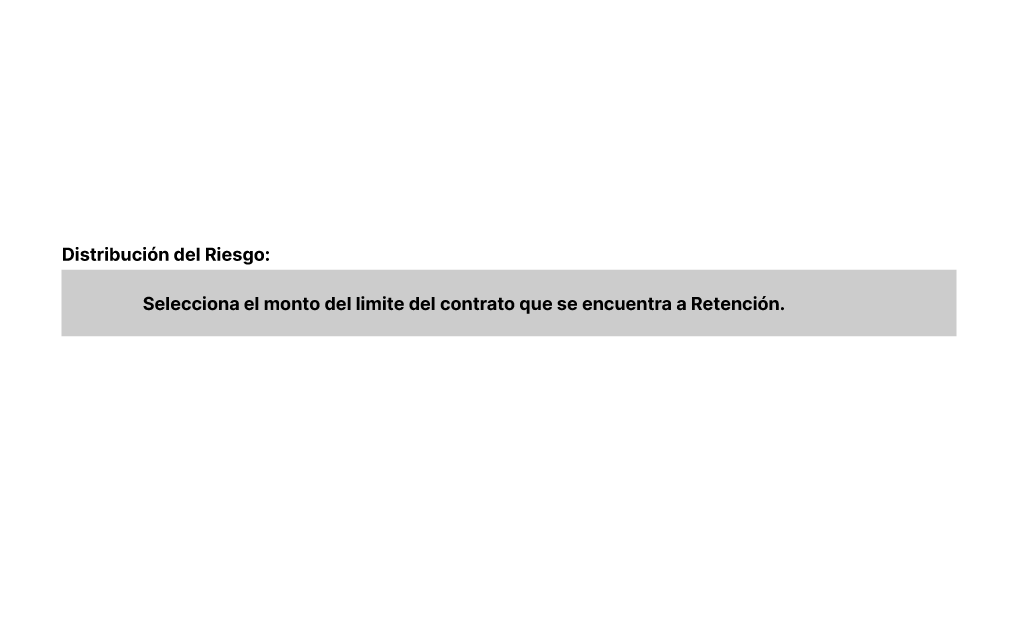 Distribución del Riesgo:
Selecciona el monto del limite del contrato que se encuentra a Retención.